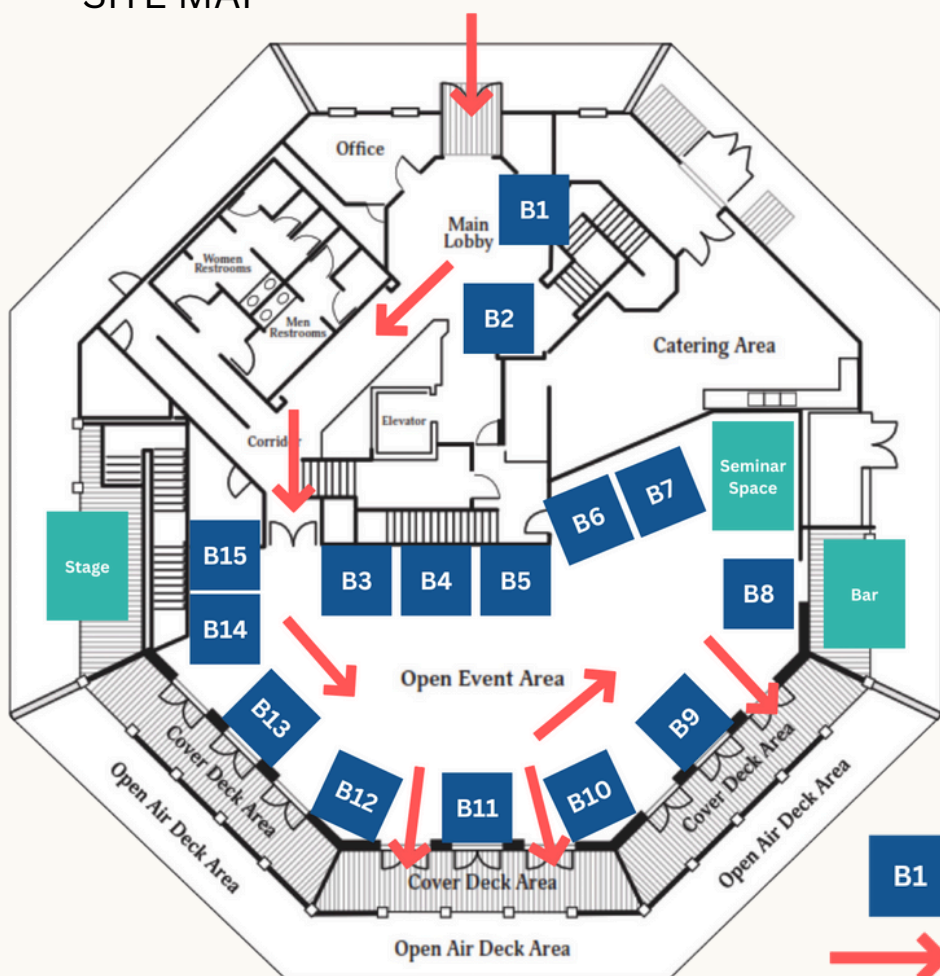 SITE MAP
Office
B1
Main
Lobby
Women
Restrooms
B2
Men
Restrooms
Catering Area
Elevator
Corridor
Seminar
Space
B7
B6
B15
Stage
B3
B4
B5
B8
Bar
B14
Open Event Area
B13
B9
Cover Deck Area
Cover Deck Area
B12
B11
B10
Open Air Deck Area
Open Air Deck Area
Cover Deck Area
B1
Open Air Deck Area